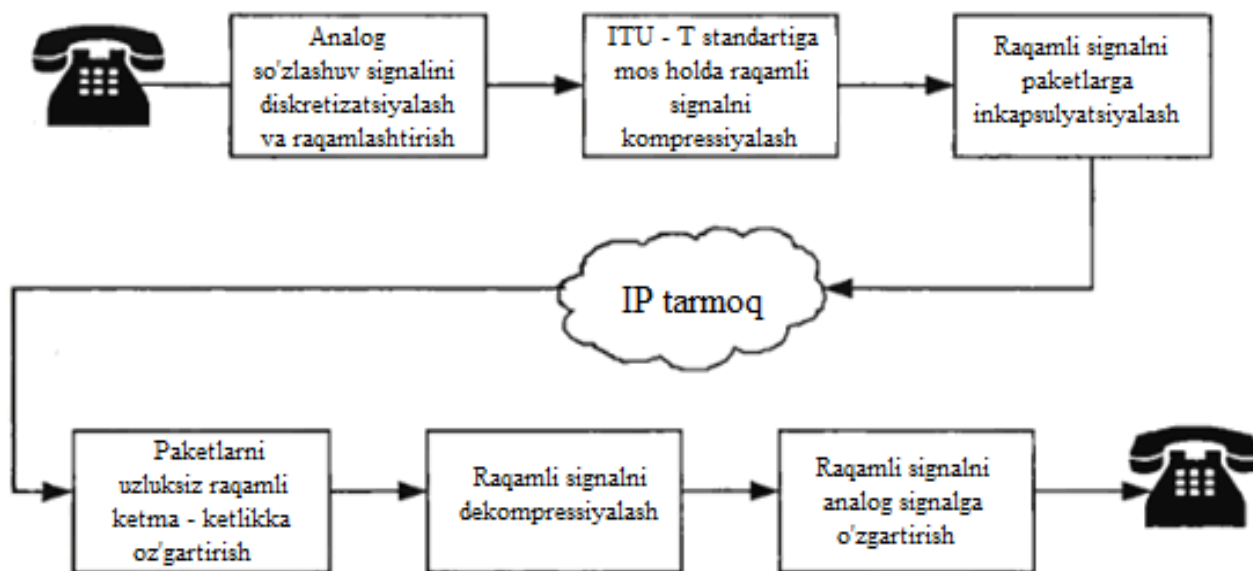 Analog
so'zlashuv signalini
diskretizatsiyalash
va raqamlashtirish
ITU - T standartiga
mos holda raqamli
signalni
kompressiyalash
Raqamli signalni
paketlarga
inkapsulyatsiyalash
IP tarmoq
Paketlarni
uzluksiz raqamli
ketma - ketlikka
oz'gartirish
Raqamli signalni
dekompressiyalash
Raqamli signalni
analog signalga
o'zgartirish